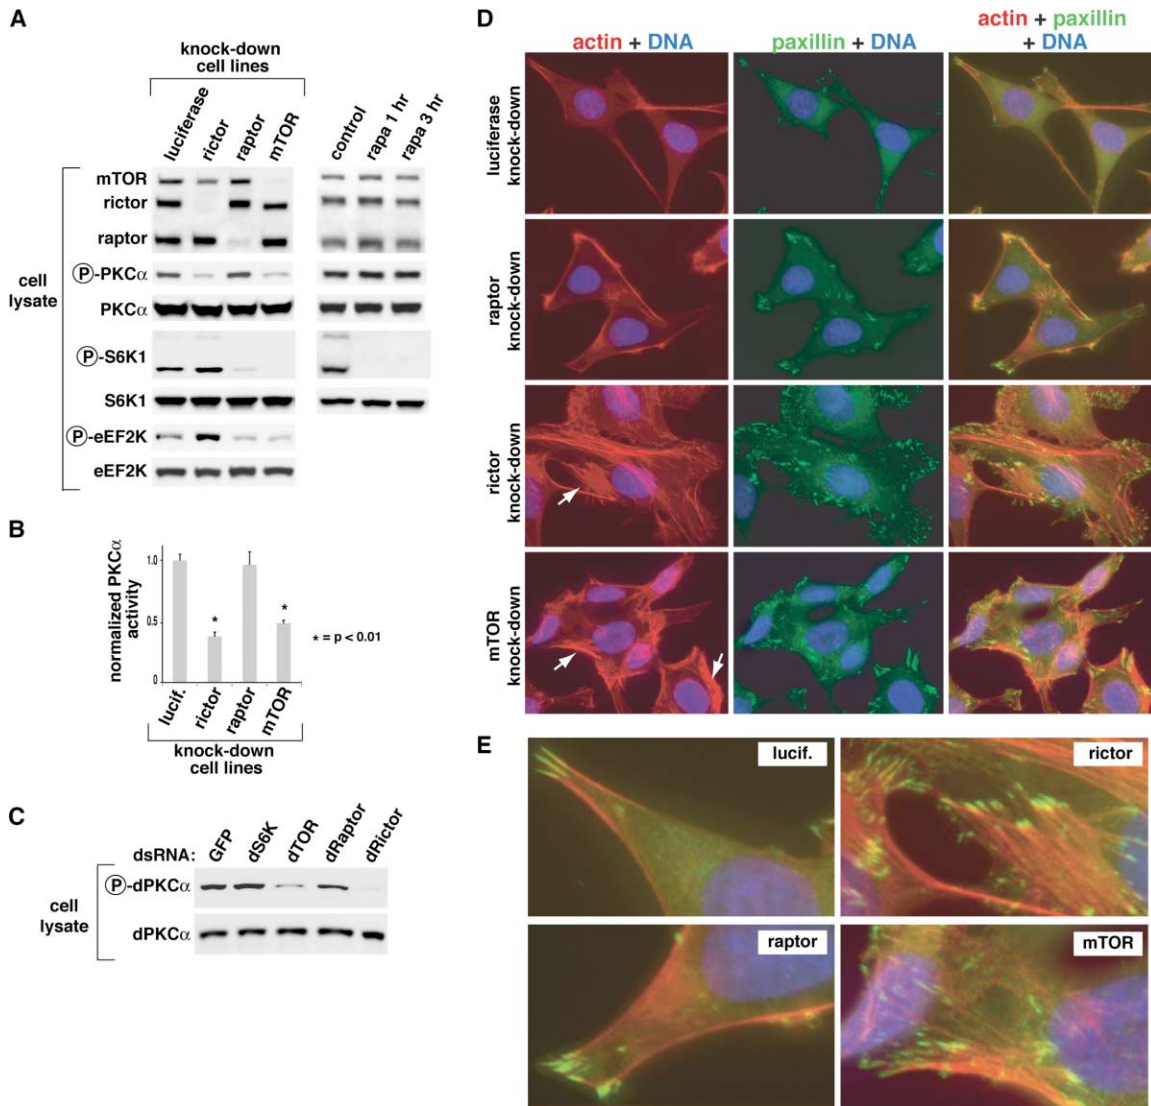 A
knock-down
cell lines
luciferase
rictor
raptor
mTOR
control
rapa 1 hr
rapa 3 hr
mTOR
rictor
raptor
P-PKCα
PKCα
P-S6K1
S6K1
P-eEF2K
eEF2K
cell
lysate
B
normalized PKCα
activity
1.0
0.5
0
*
*
* = p < 0.01
lucif.
rictor
raptor
mTOR
knock-down
cell lines
C
dsRNA:
GFP
dS6K
dTOR
dRaptor
dRictor
P-dPKCα
dPKCα
cell
lysate
D
actin + DNA
paxillin + DNA
actin + paxillin
+ DNA
luciferase
knock-down
raptor
knock-down
rictor
knock-down
mTOR
knock-down
E
lucif.
rictor
raptor
mTOR